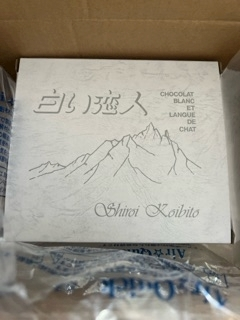 白い恋人
CHOCOLAT
BLANC
ET
LANGUE
DE
CHAT
Shiroi Koibito